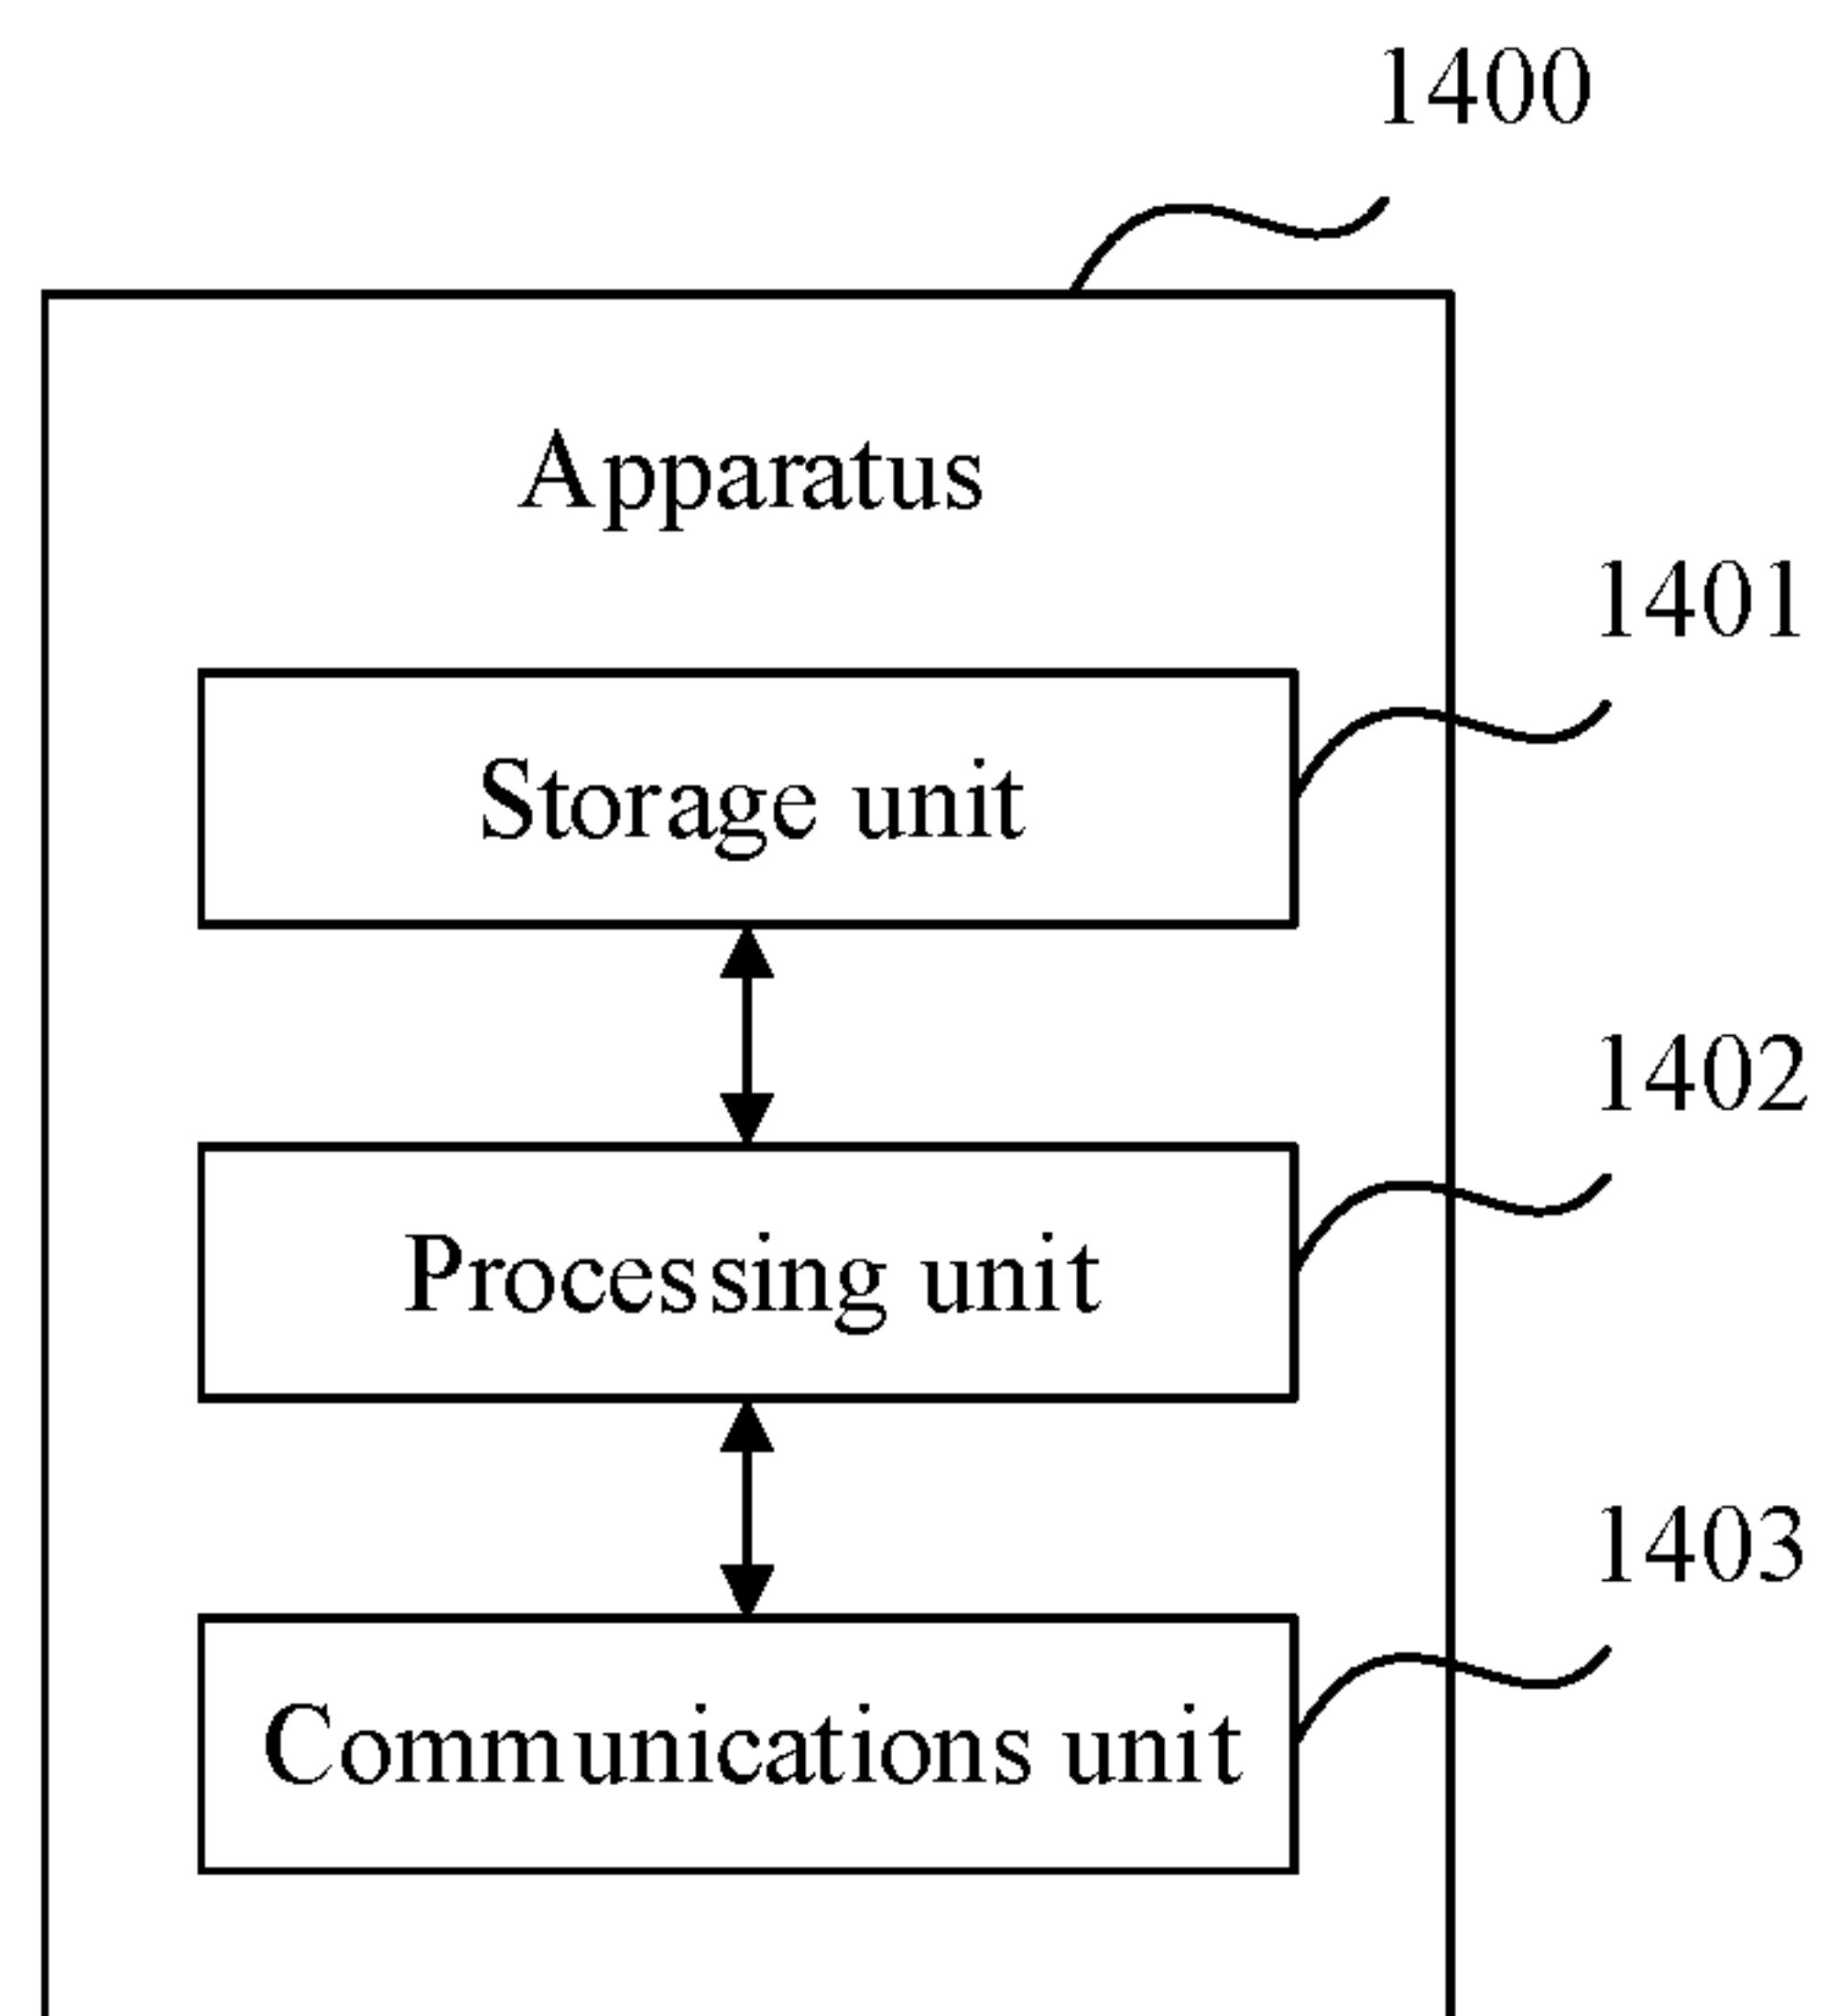 1400
Apparatus
1401
Storage unit
1402
Processing unit
1403
Communications unit